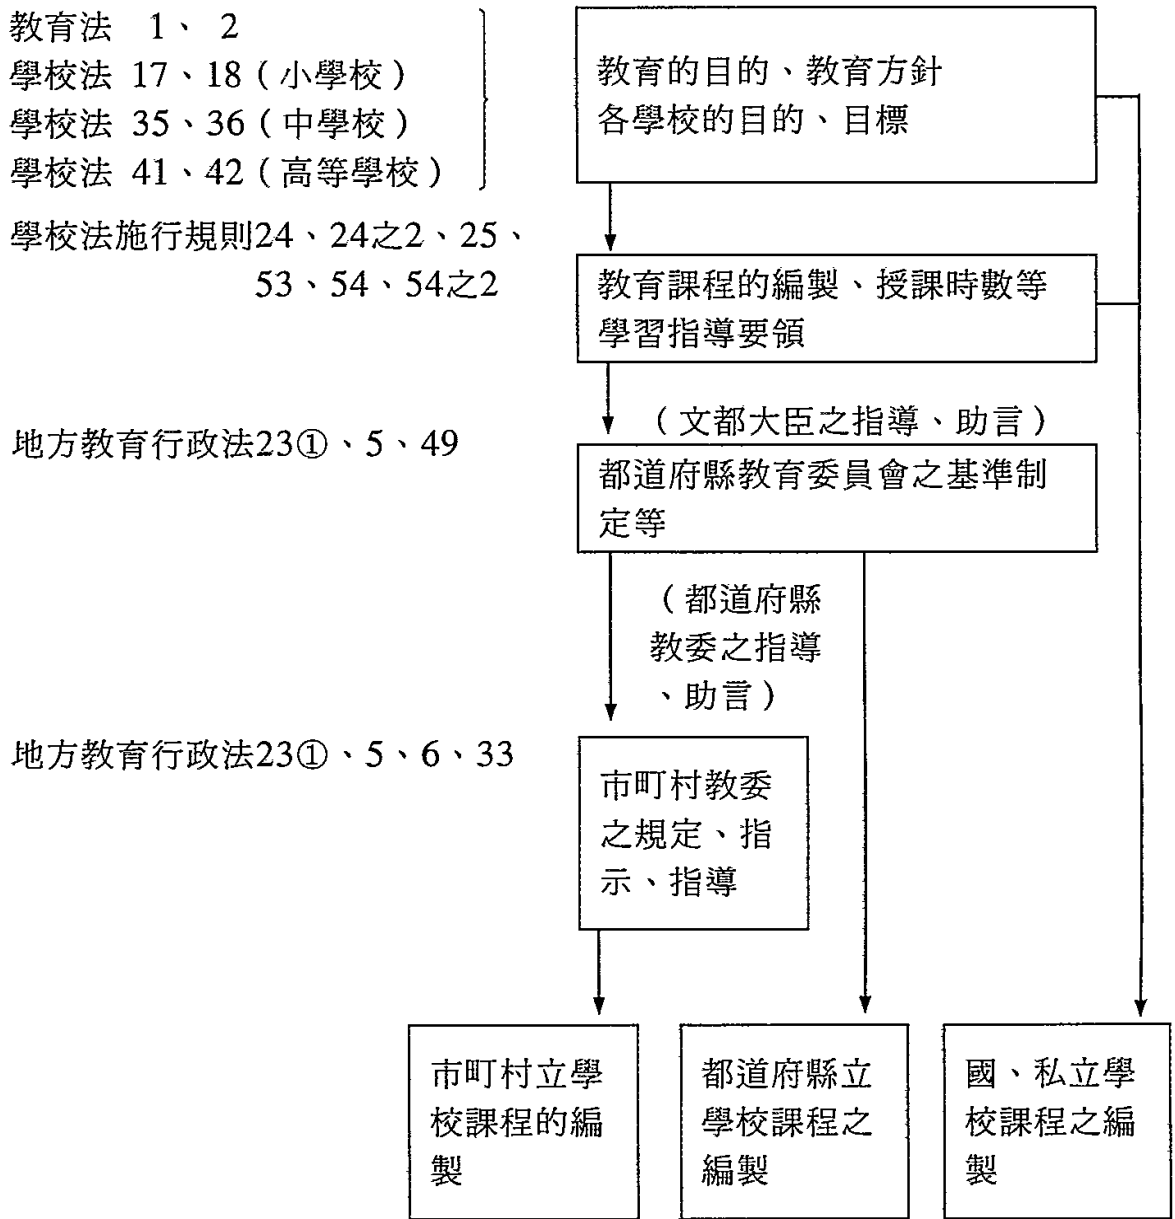 教育法 1、 2
學校法 17、18(小學校)
學校法 35、36(中學校)
學校法 41、42(高等學校)
教育的目的、教育方針
各學校的目的、目標
學校法施行規則24、24之2、25、
53、54、54之2
教育課程的編製、授課時數等
學習指導要領
(文都大臣之指導、助言)
地方教育行政法23①、5、49
都道府縣教育委員會之基準制
定等
(都道府縣
教委之指導
、助言)
地方教育行政法23①、5、6、33
市町村教委
之規定、指
示、指導
市町村立學
校課程的編
製
都道府縣立
學校課程之
編製
國、私立學
校課程之編
製